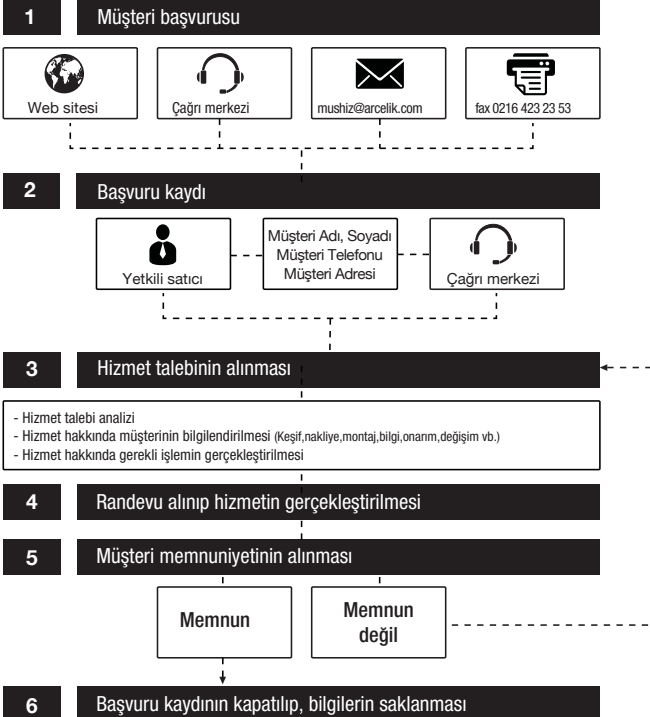 1 Müşteri başvurusu
Web sitesi
Çağrı merkezi
mushiz@arcelik.com
fax 0216 423 23 53
2 Başvuru kaydı
Yetkili satıcı
Müşteri Adı, Soyadı
Müşteri Telefonu
Müşteri Adresi
Çağrı merkezi
3 Hizmet talebinin alınması
- Hizmet talebi analizi
- Hizmet hakkında müşterinin bilgilendirilmesi (Keşif,nakliye,montaj,bilgi,onarım,değişim vb.)
- Hizmet hakkında gerekli işlemin gerçekleştirilmesi
4 Randevu alınıp hizmetin gerçekleştirilmesi
5 Müşteri memnuniyetinin alınması
Memnun
Memnun
değil
6 Başvuru kaydının kapatılıp, bilgilerin saklanması